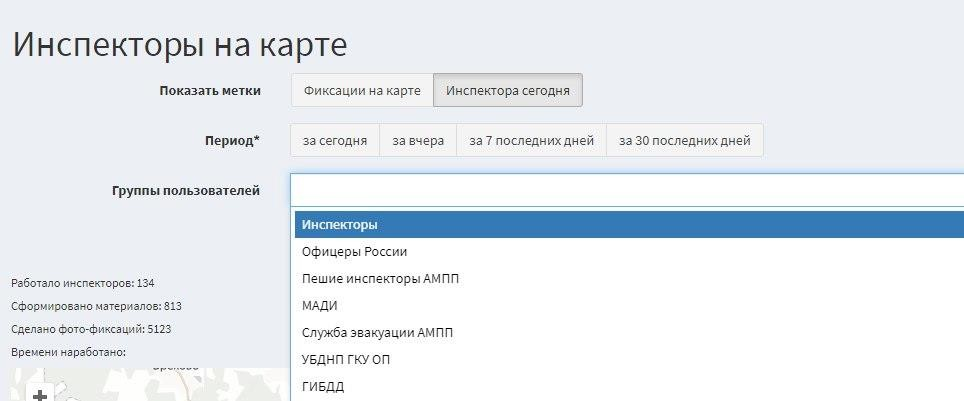 Инспекторы на карте
Показать метки Фиксации на карте Инспектора сегодня
Период* за сегодня за вчера за 7 последних дней за 30 последних дней
Группы пользователей
Инспекторы
Офицеры России
Пешие инспекторы АМПП
МАДИ
Служба эвакуации АМПП
УБДНП ГКУ ОП
ГИБДД
Работало инспекторов: 134
Сформировано материалов: 813
Сделано фото-фиксаций: 5123
Времени наработано:
+